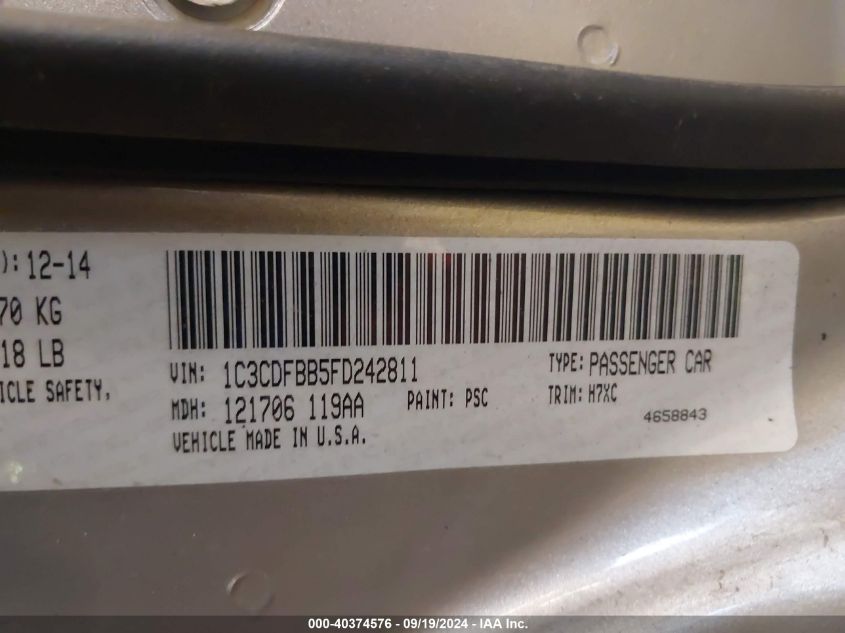 ): 12-14
70 KG
18 LB
ICLE SAFETY,
VIN: 1C3CDFBB5FD242811
TYPE: PASSENGER CAR
MDH: 121706 119AA
PAINT: PSC
TRIM: H7XC
VEHICLE MADE IN U.S.A.
4658843
000-40374576 - 09/19/2024 - IAA Inc.